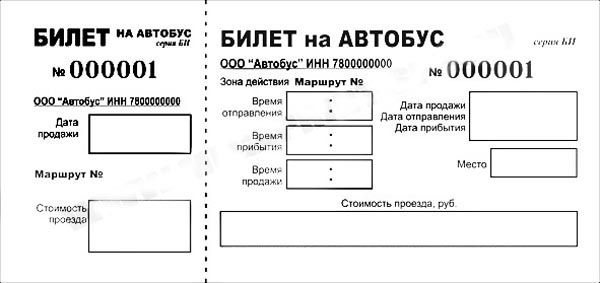 БИЛЕТ НА АВТОБУС
серия БП
№ 000001
ООО "Автобус" ИНН 7800000000
Дата
продажи
Маршрут №
Стоимость
проезда
БИЛЕТ на АВТОБУС
серия БП
ООО "Автобус" ИНН 7800000000
№ 000001
Зона действия Маршрут №
Время
отправления
:
Время
прибытия
:
Время
продажи
:
Дата продажи
Дата отправления
Дата прибытия
Место
Стоимость проезда, руб.